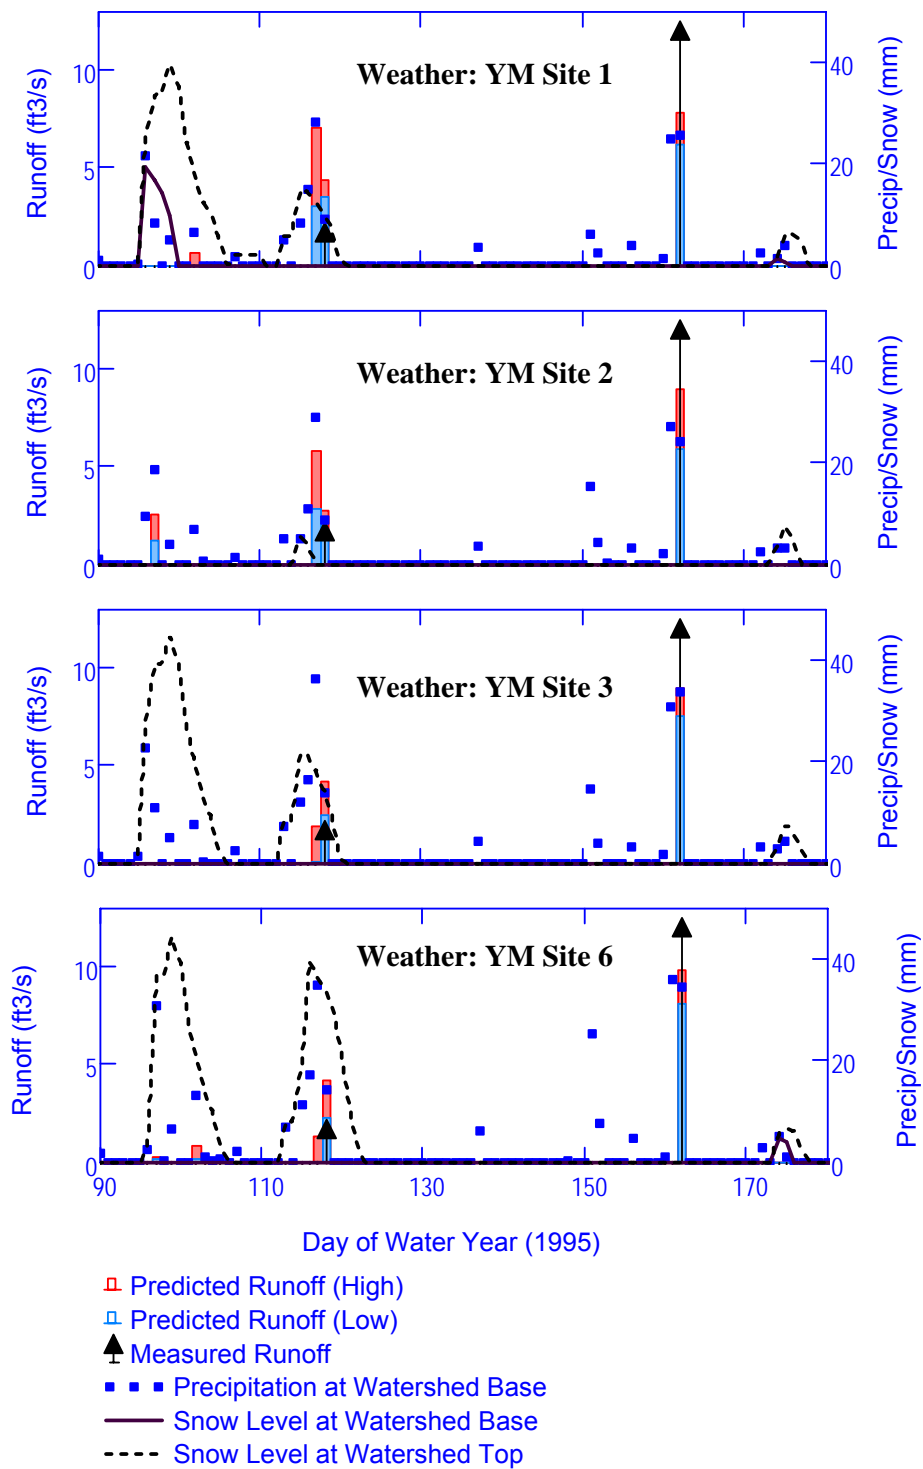 Weather: YM Site 1
Runoff (ft3/s)
10
5
0
Precip/Snow (mm)
40
20
0
Weather: YM Site 2
Runoff (ft3/s)
10
5
0
Precip/Snow (mm)
40
20
0
Weather: YM Site 3
Runoff (ft3/s)
10
5
0
Precip/Snow (mm)
40
20
0
Weather: YM Site 6
Runoff (ft3/s)
10
5
0
Precip/Snow (mm)
40
20
0
90 110 130 150 170
Day of Water Year (1995)
Predicted Runoff (High)
Predicted Runoff (Low)
Measured Runoff
Precipitation at Watershed Base
Snow Level at Watershed Base
Snow Level at Watershed Top